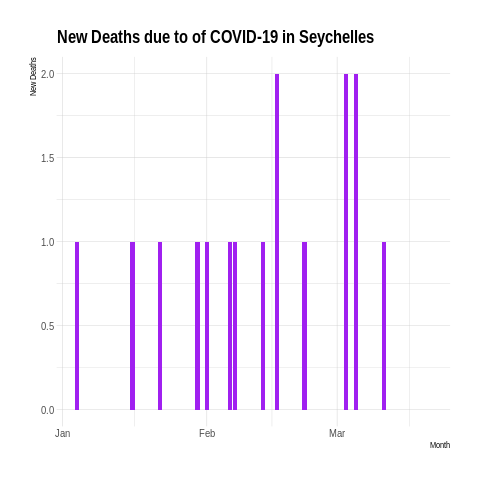 New Deaths due to of COVID-19 in Seychelles
New Deaths
2.0
1.5
1.0
0.5
0.0
Jan Feb Mar
Month